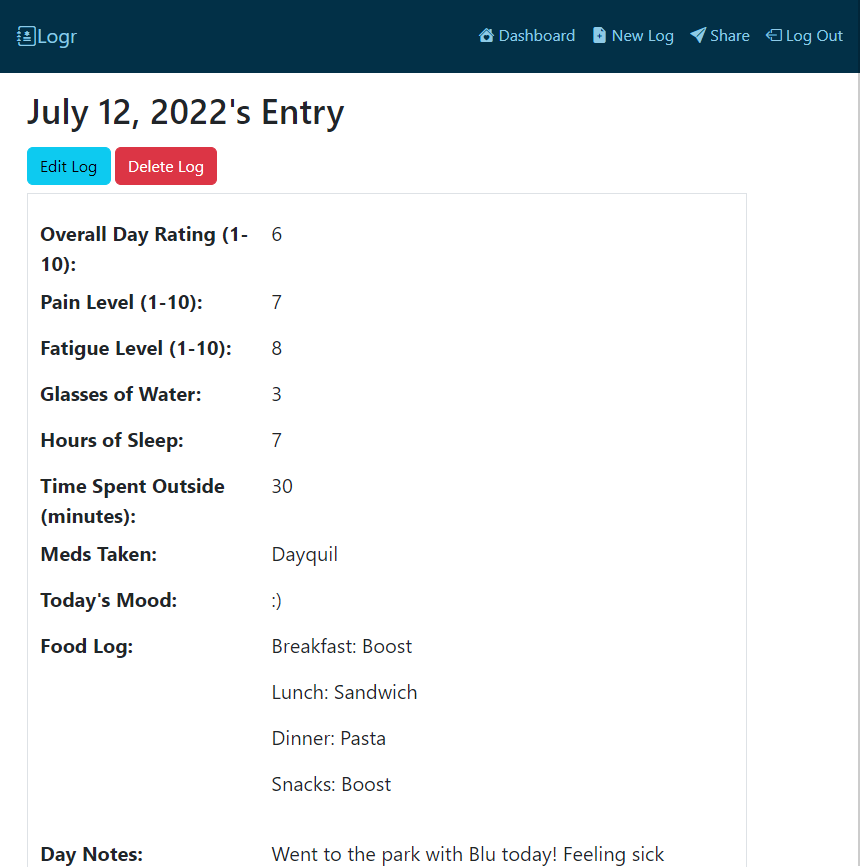 Logr
Dashboard New Log Share Log Out
July 12, 2022's Entry
Edit Log Delete Log
Overall Day Rating (1- 6
10):
Pain Level (1-10): 7
Fatigue Level (1-10): 8
Glasses of Water: 3
Hours of Sleep: 7
Time Spent Outside 30
(minutes):
Meds Taken: Dayquil
Today's Mood: :)
Food Log: Breakfast: Boost
Lunch: Sandwich
Dinner: Pasta
Snacks: Boost
Day Notes: Went to the park with Blu today! Feeling sick